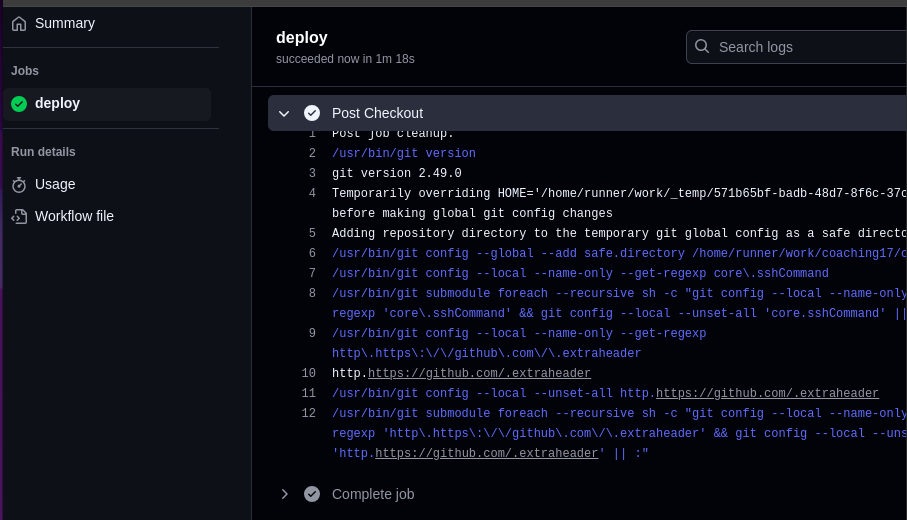 Summary
Jobs
deploy
Run details
Usage
Workflow file
deploy
succeeded now in 1m 18s
Search logs
Post Checkout
1 Post job cleanup.
2 /usr/bin/git version
3 git version 2.49.0
4 Temporarily overriding HOME='/home/runner/work/_temp/571b65bf-badb-48d7-8f6c-37c
before making global git config changes
5 Adding repository directory to the temporary git global config as a safe directo
6 /usr/bin/git config --global --add safe.directory /home/runner/work/coaching17/c
7 /usr/bin/git config --local --name-only --get-regexp core\.sshCommand
8 /usr/bin/git submodule foreach --recursive sh -c "git config --local --name-only
regexp 'core\.sshCommand' && git config --local --unset-all 'core.sshCommand' ||
9 /usr/bin/git config --local --name-only --get-regexp
http\.https\:\/\/github\.com\/\.extraheader
10 http.https://github.com/.extraheader
11 /usr/bin/git config --local --unset-all http.https://github.com/.extraheader
12 /usr/bin/git submodule foreach --recursive sh -c "git config --local --name-only
regexp 'http\.https\:\/\/github\.com\/\.extraheader' && git config --local --uns
'http.https://github.com/.extraheader' || :"
Complete job